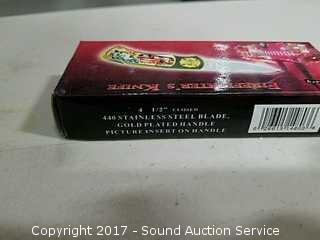 FIREFIGHTER'S KNIFE
4 1/2" CLOSED
440 STAINLESS STEEL BLADE,
GOLD PLATED HANDLE
PICTURE INSERT ON HANDLE
Copyright 2017 - Sound Auction Service